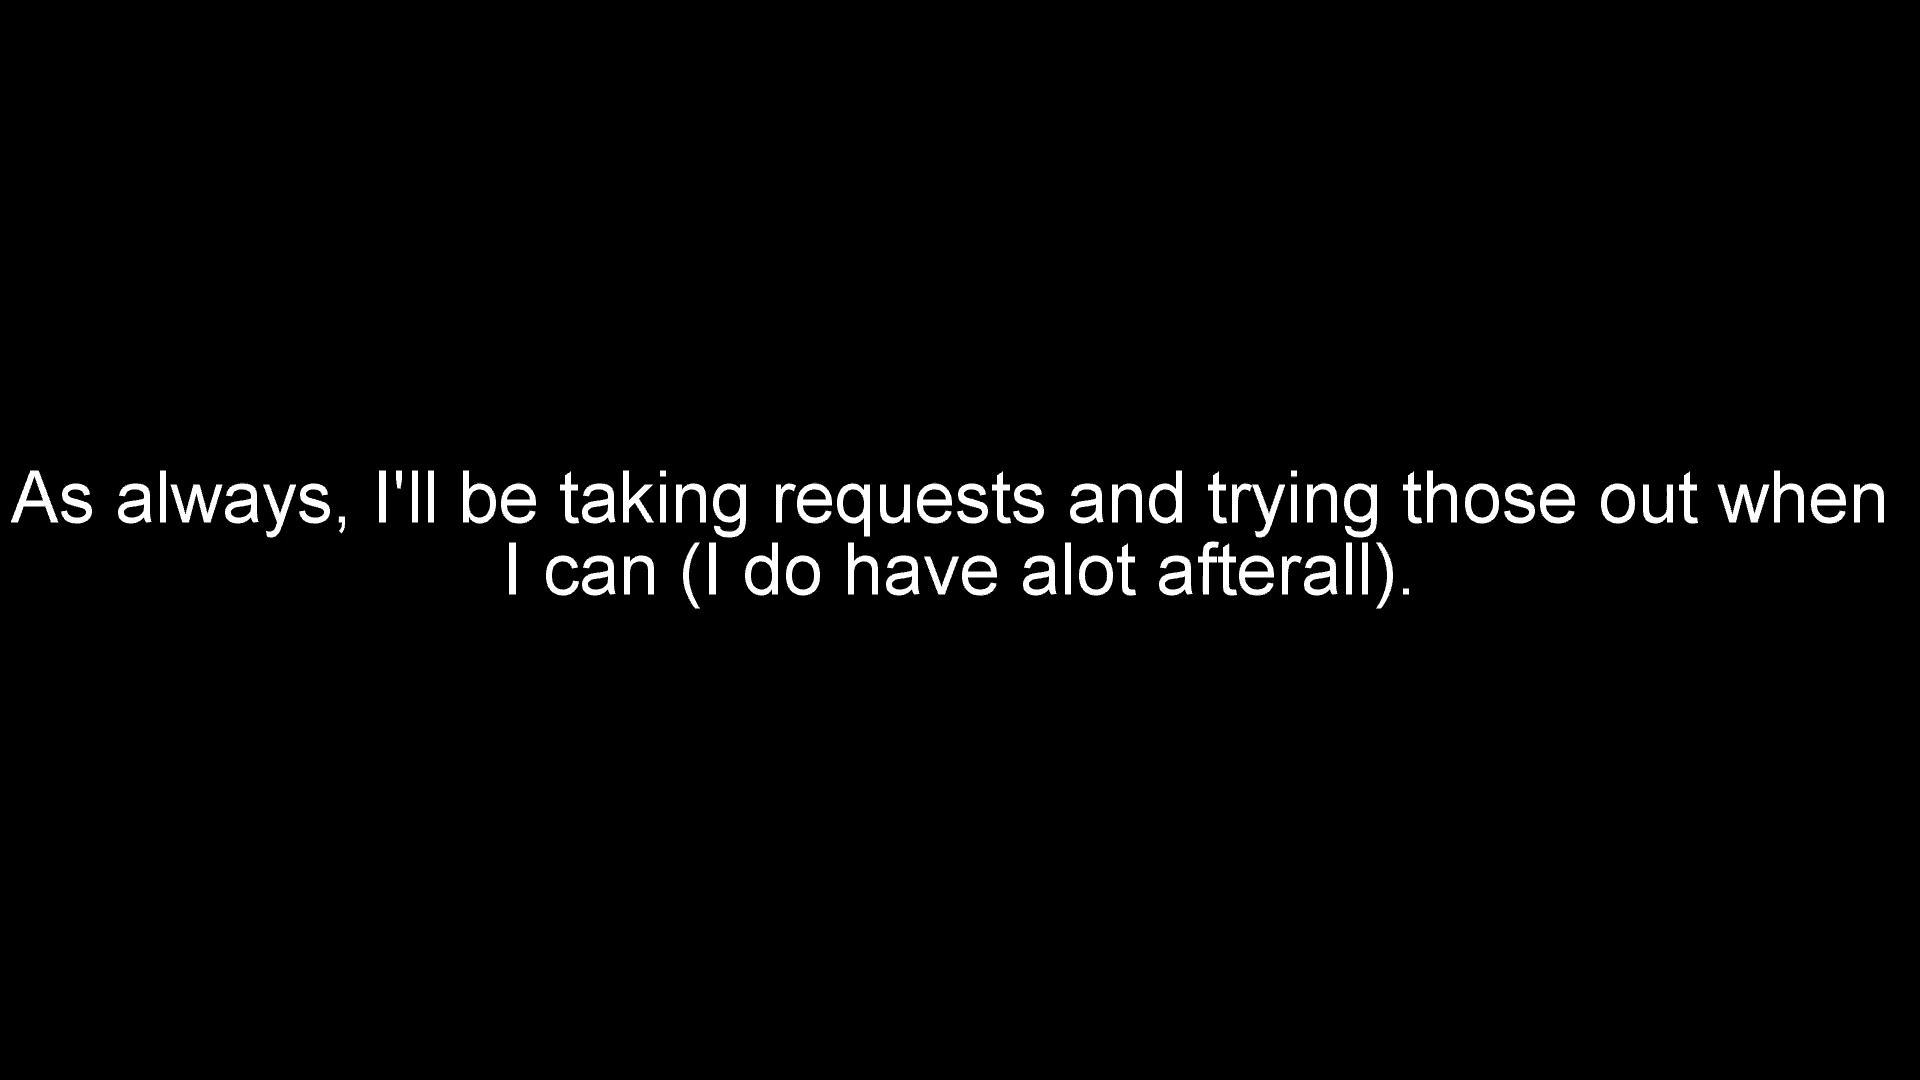 As always, I'll be taking requests and trying those out when
I can (I do have alot afterall).